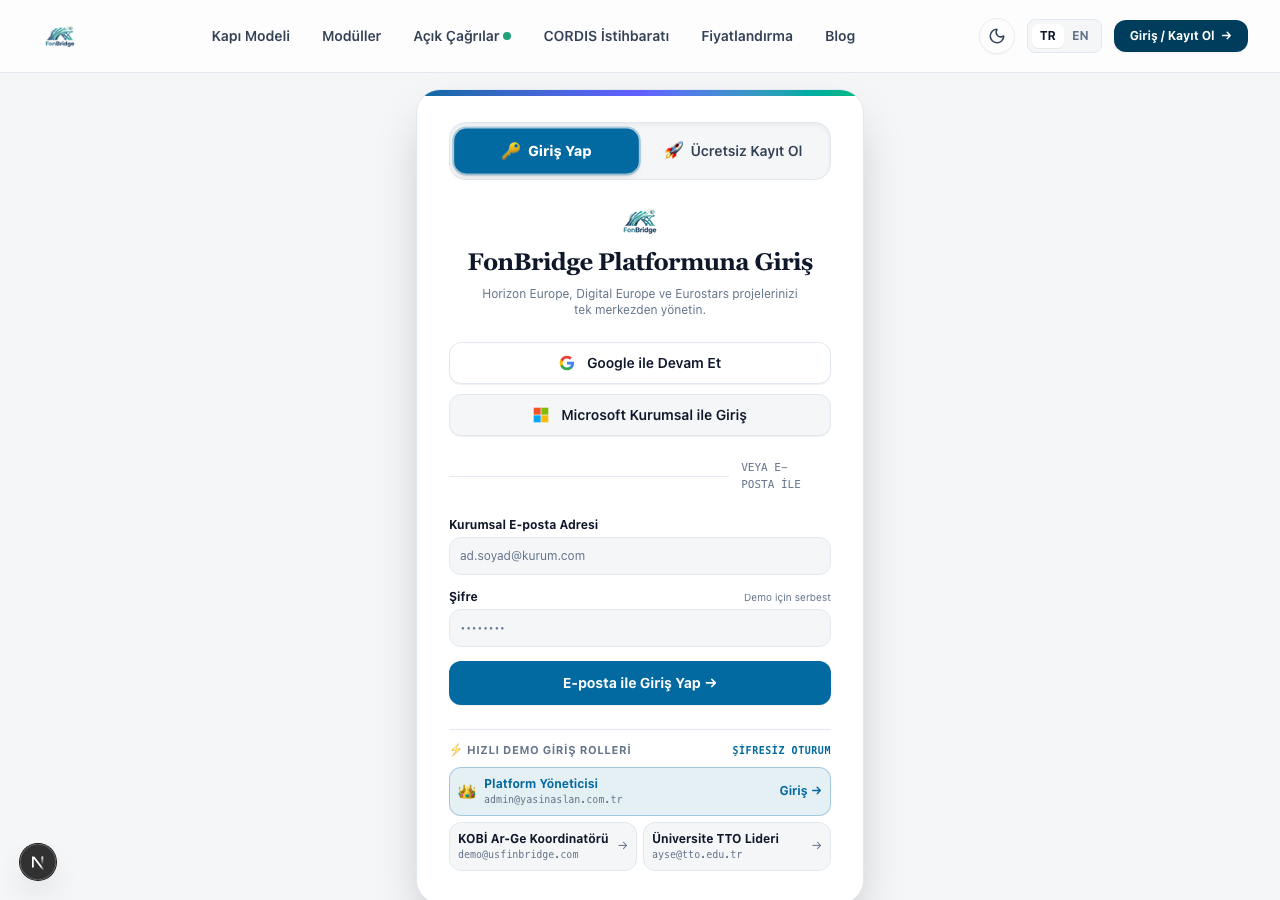 FonBridge
Kapı Modeli
Modüller
Açık Çağrılar
CORDIS İstihbaratı
Fiyatlandırma
Blog
TR
EN
Giriş / Kayıt Ol →
🔑 Giriş Yap
🚀 Ücretsiz Kayıt Ol
FonBridge
FonBridge Platformuna Giriş
Horizon Europe, Digital Europe ve Eurostars projelerinizi
tek merkezden yönetin.
Google ile Devam Et
Microsoft Kurumsal ile Giriş
VEYA E-
POSTA İLE
Kurumsal E-posta Adresi
ad.soyad@kurum.com
Şifre
Demo için serbest
••••••••
E-posta ile Giriş Yap →
⚡ HIZLI DEMO GİRİŞ ROLLERİ
ŞİFRESİZ OTURUM
👑 Platform Yöneticisi
admin@yasinaslan.com.tr
Giriş →
KOBİ Ar-Ge Koordinatörü
demo@usfinbridge.com
→
Üniversite TTO Lideri
ayse@tto.edu.tr
→
N